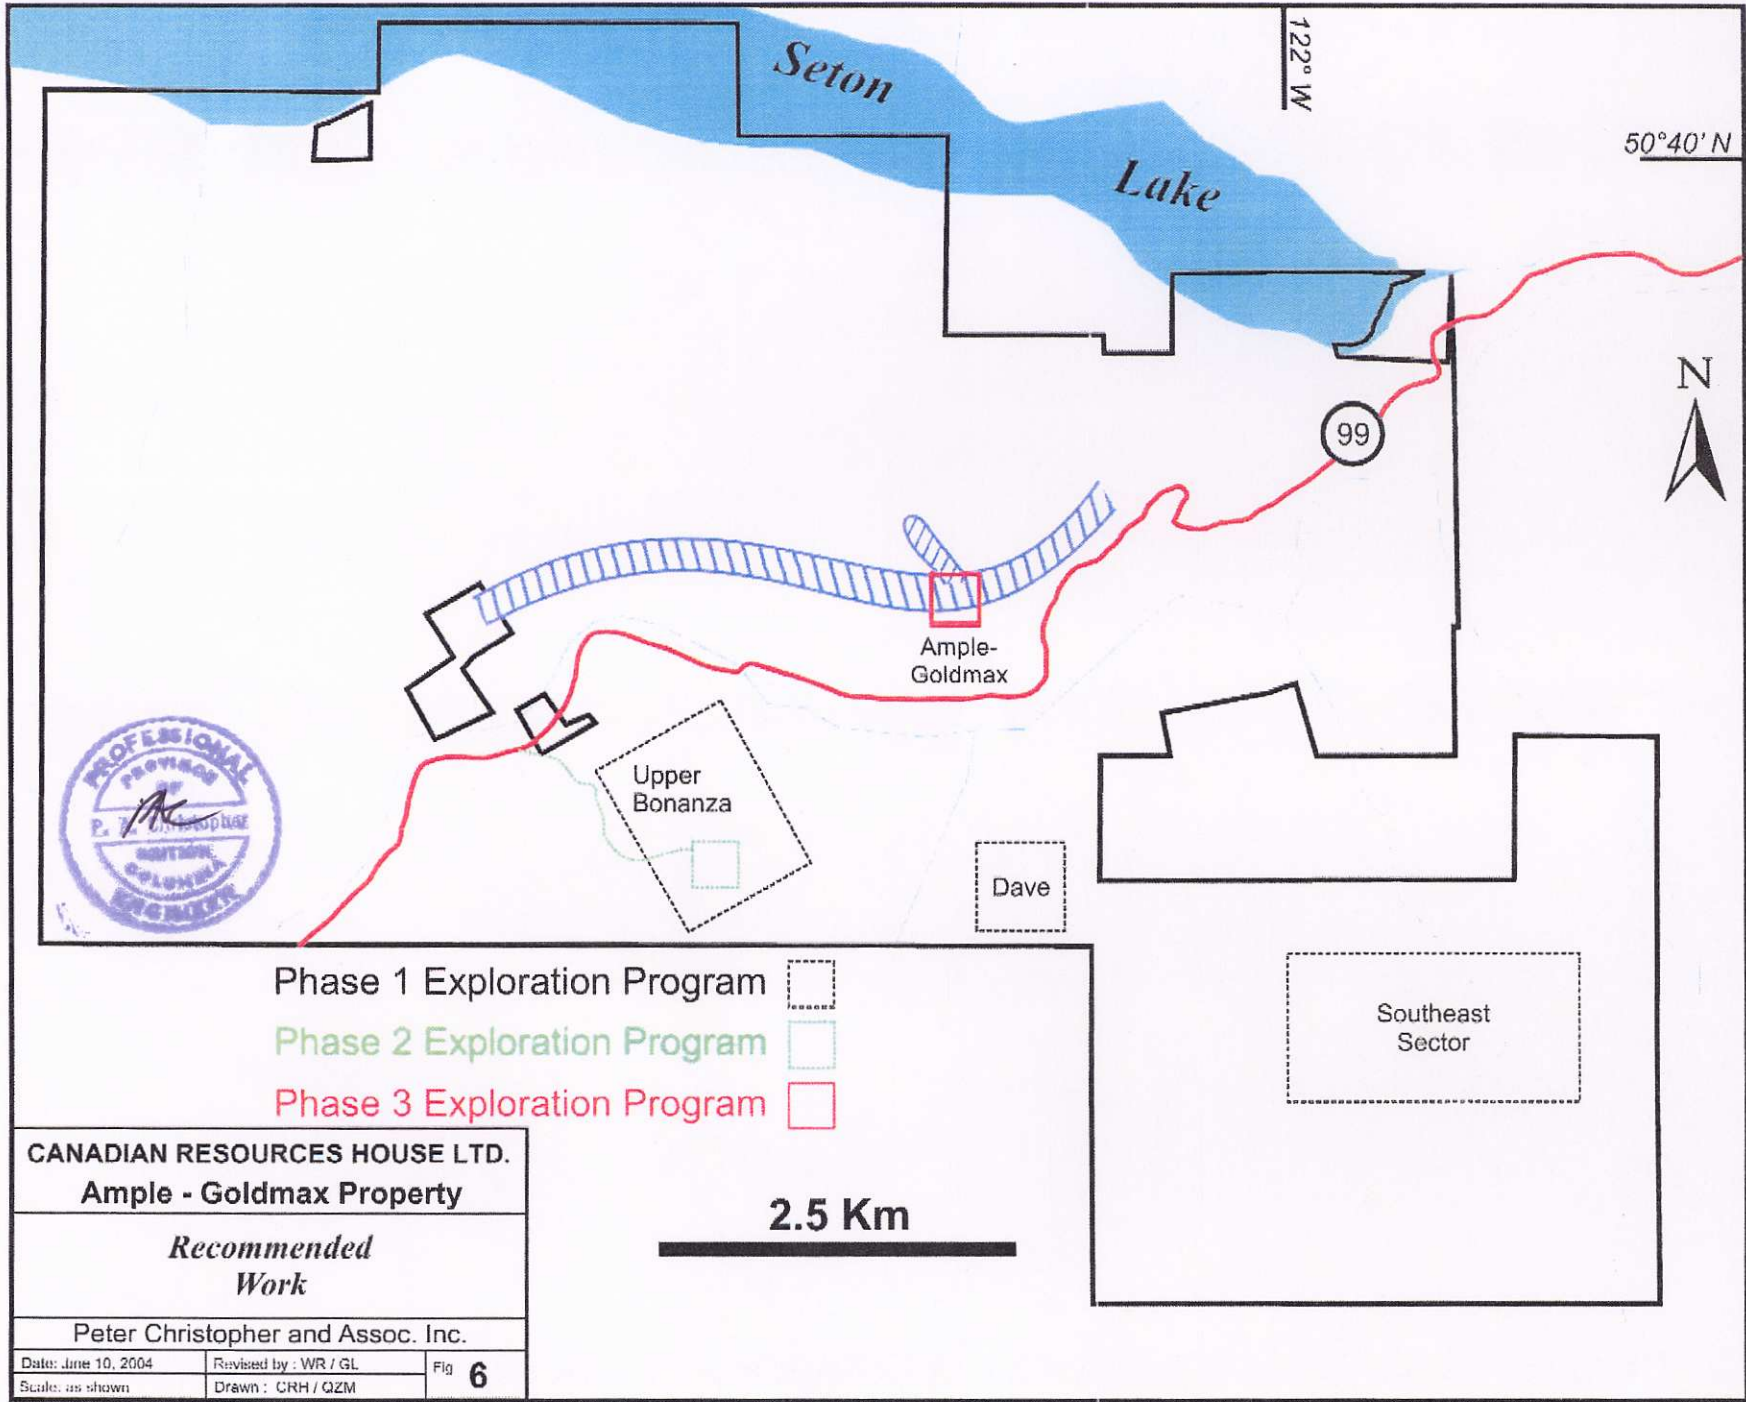 Seton
Lake
122° W
50°40' N
N
99
Ample-
Goldmax
Upper
Bonanza
Dave
Southeast
Sector
PROFESSIONAL
PROVINCE
OF
P. A. Christopher
BRITISH
COLUMBIA
ENGINEER
Phase 1 Exploration Program
Phase 2 Exploration Program
Phase 3 Exploration Program
2.5 Km
CANADIAN RESOURCES HOUSE LTD.
Ample - Goldmax Property
Recommended
Work
Peter Christopher and Assoc. Inc.
Date: June 10, 2004
Revised by : WR / GL
Scale: as shown
Drawn : CRH / QZM
Fig 6